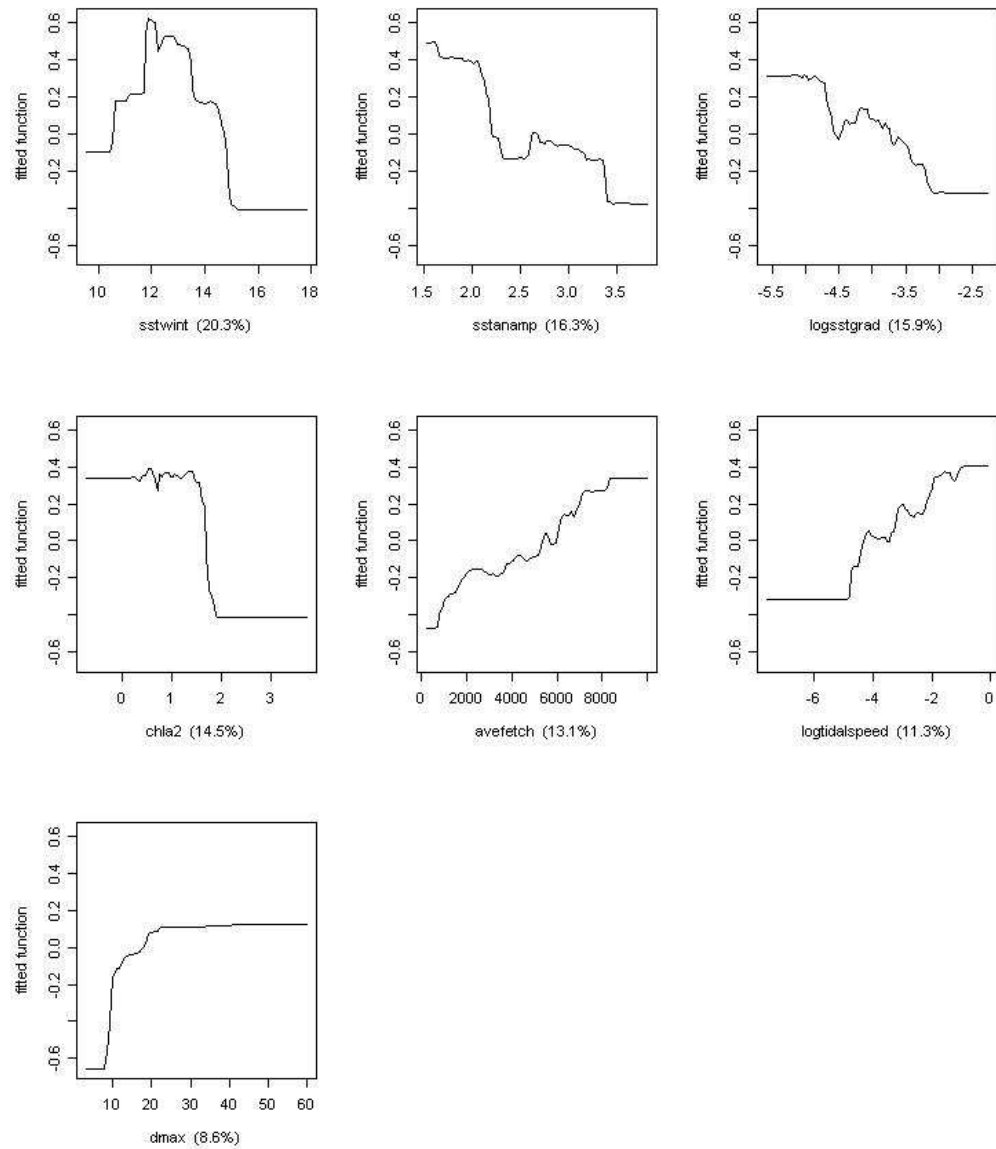 fitted function
-0.6 -0.2 0.0 0.2 0.4 0.6
10 12 14 16 18
sstwint (20.3%)
fitted function
-0.6 -0.2 0.0 0.2 0.4 0.6
1.5 2.0 2.5 3.0 3.5
sstanamp (16.3%)
fitted function
-0.6 -0.2 0.0 0.2 0.4 0.6
-5.5 -4.5 -3.5 -2.5
logsstgrad (15.9%)
fitted function
-0.6 -0.2 0.0 0.2 0.4 0.6
0 1 2 3
chla2 (14.5%)
fitted function
-0.6 -0.2 0.0 0.2 0.4 0.6
0 2000 4000 6000 8000
avefetch (13.1%)
fitted function
-0.6 -0.2 0.0 0.2 0.4 0.6
-6 -4 -2 0
logtidalspeed (11.3%)
fitted function
-0.6 -0.2 0.0 0.2 0.4 0.6
10 20 30 40 50 60
dmax (8.6%)